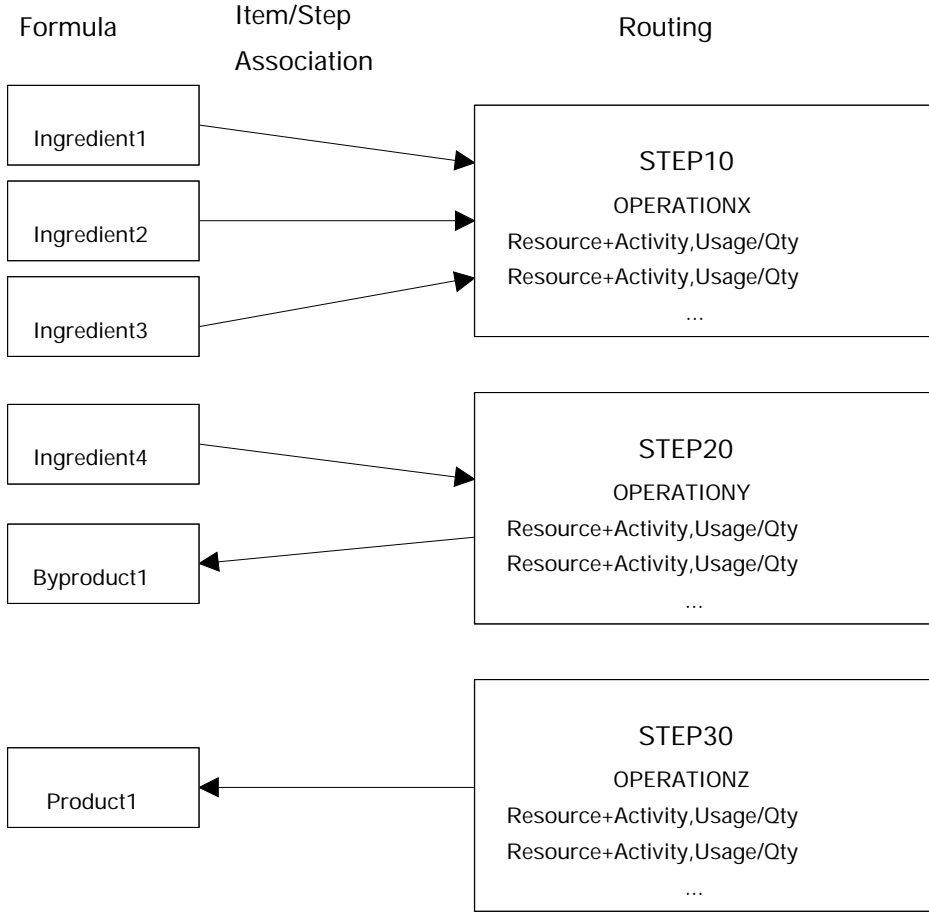 Formula
Item/Step
Association
Routing
Ingredient1
Ingredient2
Ingredient3
STEP10
OPERATIONX
Resource+Activity,Usage/Qty
Resource+Activity,Usage/Qty
...
Ingredient4
Byproduct1
STEP20
OPERATIONY
Resource+Activity,Usage/Qty
Resource+Activity,Usage/Qty
...
Product1
STEP30
OPERATIONZ
Resource+Activity,Usage/Qty
Resource+Activity,Usage/Qty
...